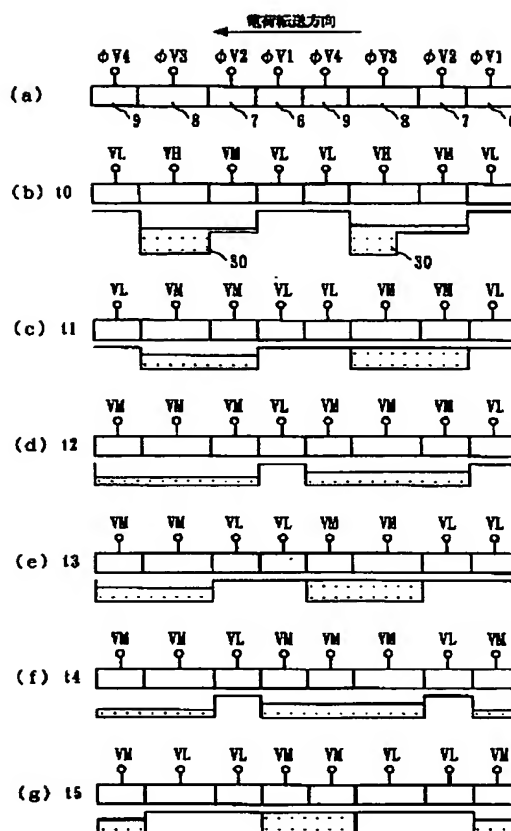 電荷転送方向
φV4 φV3 φV2 φV1 φV4 φV3 φV2 φV1
(a)
9 8 7 6 9 8 7 6
VL VH VM VL VL VH VM VL
(b) t0
30 30
VL VM VM VL VL VM VM VL
(c) t1
VM VM VM VL VM VM VM VL
(d) t2
VM VM VL VL VM VM VL VL
(e) t3
VM VM VL VM VM VM VL VM
(f) t4
VM VL VL VM VM VL VL VM
(g) t5